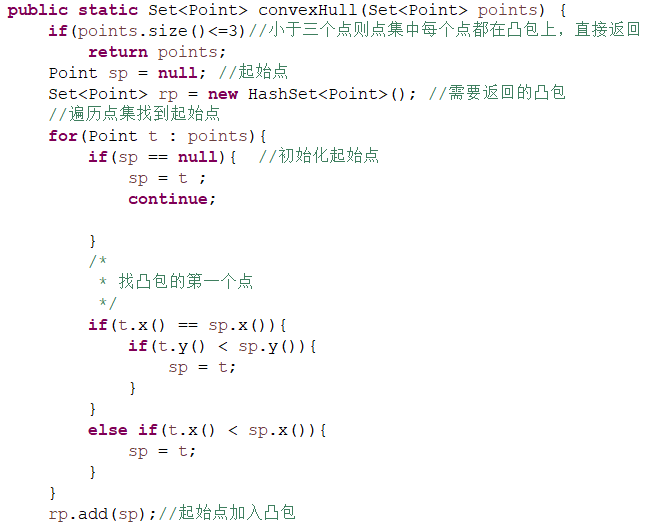 public static Set<Point> convexHull(Set<Point> points) {
    if(points.size()<=3)//小于三个点则点集中每个点都在凸包上，直接返回
        return points;
    Point sp = null; //起始点
    Set<Point> rp = new HashSet<Point>(); //需要返回的凸包
    //遍历点集找到起始点
    for(Point t : points){
        if(sp == null){  //初始化起始点
            sp = t ;
            continue;
        }
        /*
         * 找凸包的第一个点
         */
        if(t.x() == sp.x()){
            if(t.y() < sp.y()){
                sp = t;
            }
        }
        else if(t.x() < sp.x()){
            sp = t;
        }
    }
    rp.add(sp);//起始点加入凸包